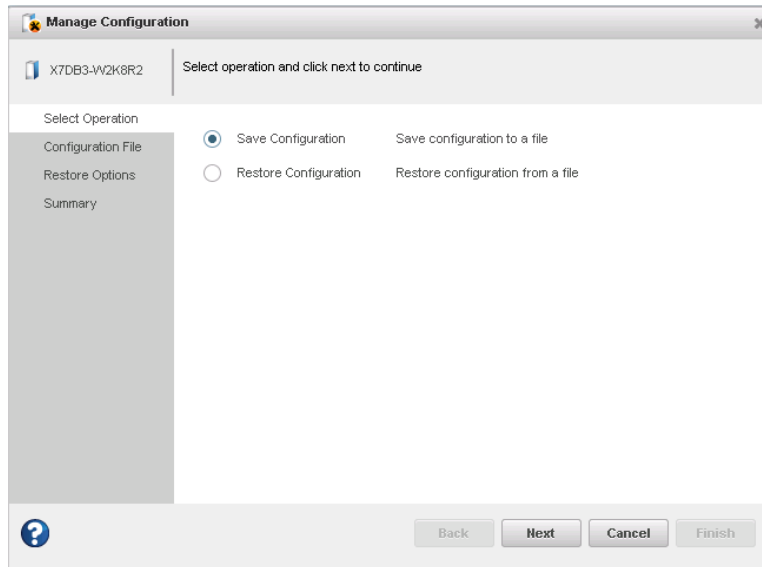 Manage Configuration
X7DB3-W2K8R2
Select operation and click next to continue
Select Operation
Configuration File
Restore Options
Summary
Save Configuration Save configuration to a file
Restore Configuration Restore configuration from a file
?
Back Next Cancel Finish